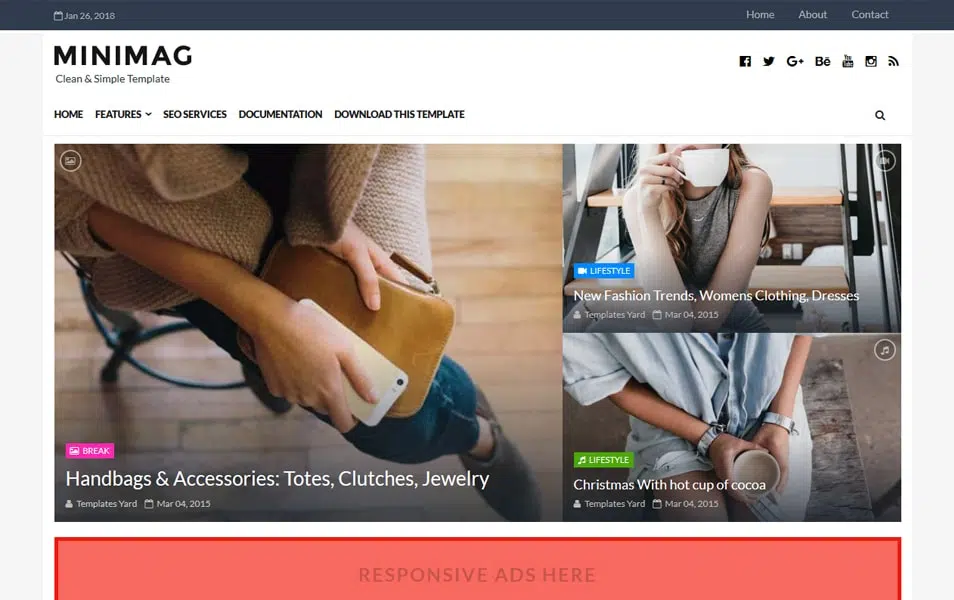 Jan 26, 2018
Home About Contact
MINIMAG
Clean & Simple Template
HOME FEATURES SEO SERVICES DOCUMENTATION DOWNLOAD THIS TEMPLATE
BREAK
Handbags & Accessories: Totes, Clutches, Jewelry
Templates Yard Mar 04, 2015
LIFESTYLE
New Fashion Trends, Womens Clothing, Dresses
Templates Yard Mar 04, 2015
LIFESTYLE
Christmas With hot cup of cocoa
Templates Yard Mar 04, 2015
RESPONSIVE ADS HERE